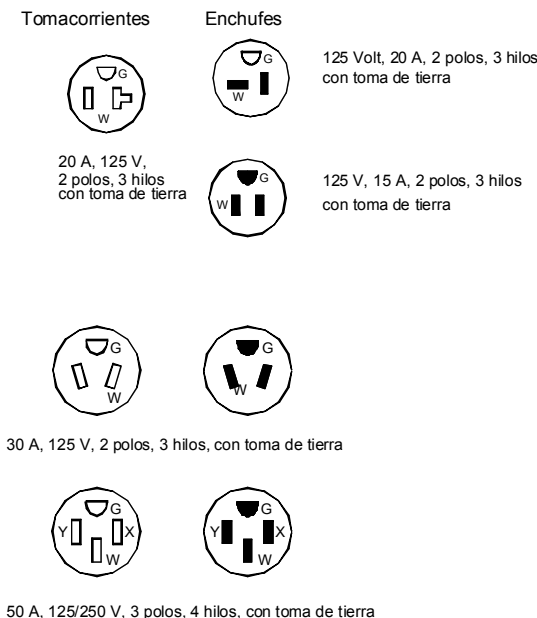 Tomacorrientes Enchufes
G
W
G
W
125 Volt, 20 A, 2 polos, 3 hilos
con toma de tierra
20 A, 125 V,
2 polos, 3 hilos
con toma de tierra
G
W
125 V, 15 A, 2 polos, 3 hilos
con toma de tierra
G
W
G
W
30 A, 125 V, 2 polos, 3 hilos, con toma de tierra
G
Y X
W
G
Y X
W
50 A, 125/250 V, 3 polos, 4 hilos, con toma de tierra